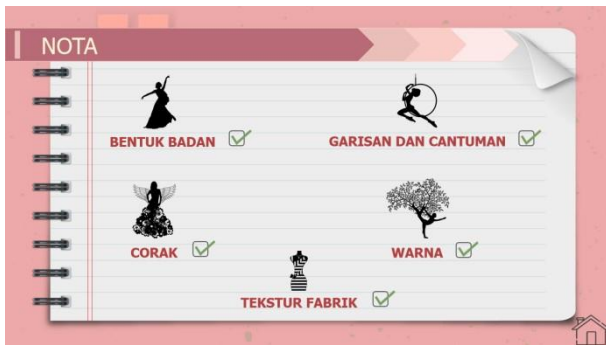 NOTA
BENTUK BADAN
GARISAN DAN CANTUMAN
CORAK
WARNA
TEKSTUR FABRIK